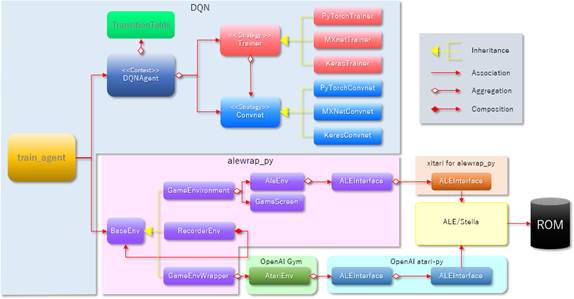 DQN
TransitionTable
<<Context>>
DQNAgent
<< Strategy>>
Trainer
PyTorchTrainer
MXnetTrainer
KerasTrainer
<<Strategy>>
Convnet
PyTorchConvnet
MXNetConvnet
KerasConvnet
Inheritance
Association
Aggregation
Composition
train_agent
alewrap_py
GameEnvironment
AleEnv
ALEInterface
GameScreen
BaseEnv
RecorderEnv
GameEnvWrapper
xitari for alewrap_py
ALEInterface
ALE/Stella
ROM
OpenAI Gym
AtariEnv
OpenAI atari-py
ALEInterface
ALEInterface